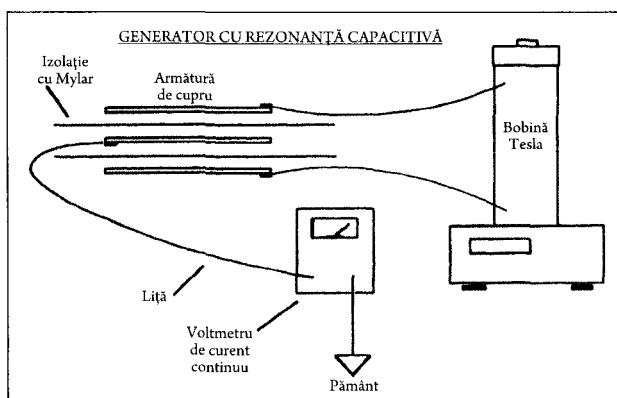 GENERATOR CU REZONANȚĂ CAPACITIVĂ
Izolație
cu Mylar
Armătură
de cupru
Bobină
Tesla
Liță
Voltmetru
de curent
continuu
Pământ